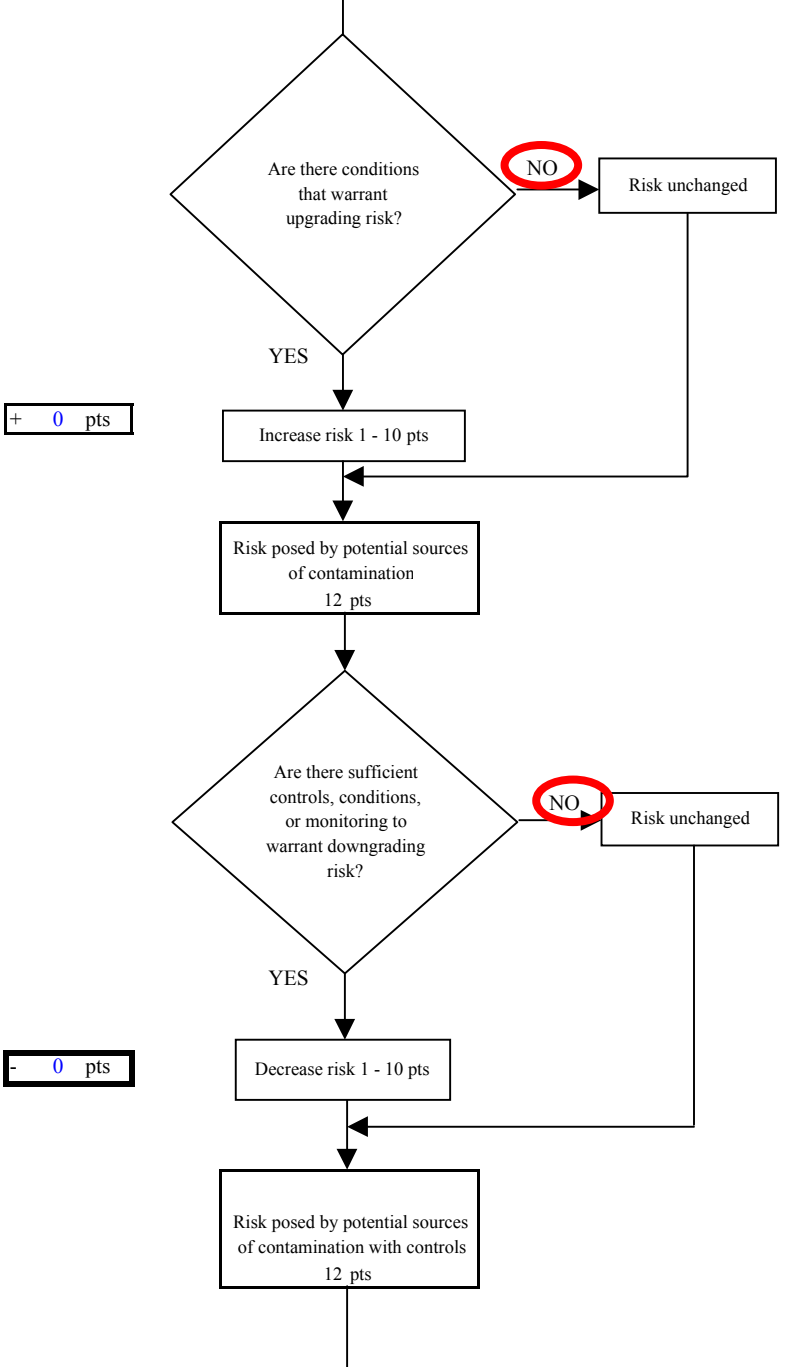 Are there conditions
that warrant
upgrading risk?
NO
Risk unchanged
YES
+ 0 pts
Increase risk 1 - 10 pts
Risk posed by potential sources
of contamination
12 pts
Are there sufficient
controls, conditions,
or monitoring to
warrant downgrading
risk?
NO
Risk unchanged
YES
- 0 pts
Decrease risk 1 - 10 pts
Risk posed by potential sources
of contamination with controls
12 pts